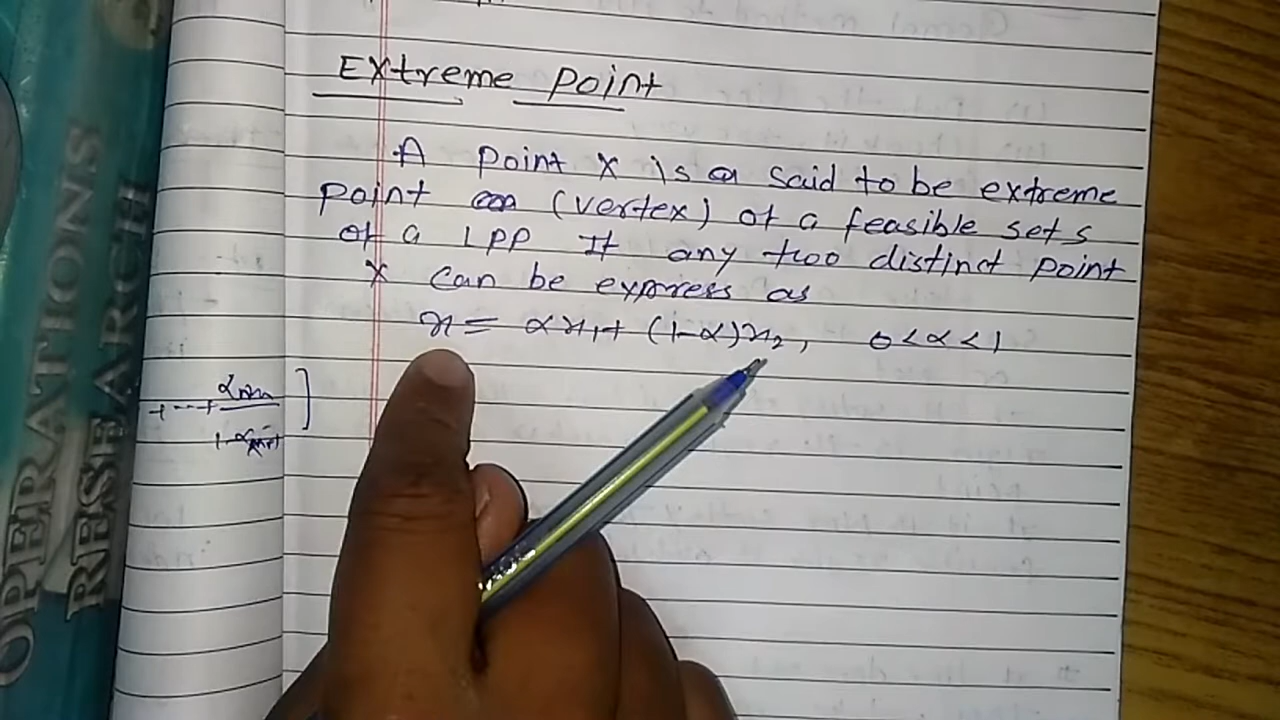 Extreme Point
A Point X is a said to be extreme
Point (vertex) of a feasible sets
of a LPP If any two distinct Point
X can be express as
x = αx₁ + (1-α)x₂, 0<α<1
+ --- +
OPERATIONS
RESEARCH